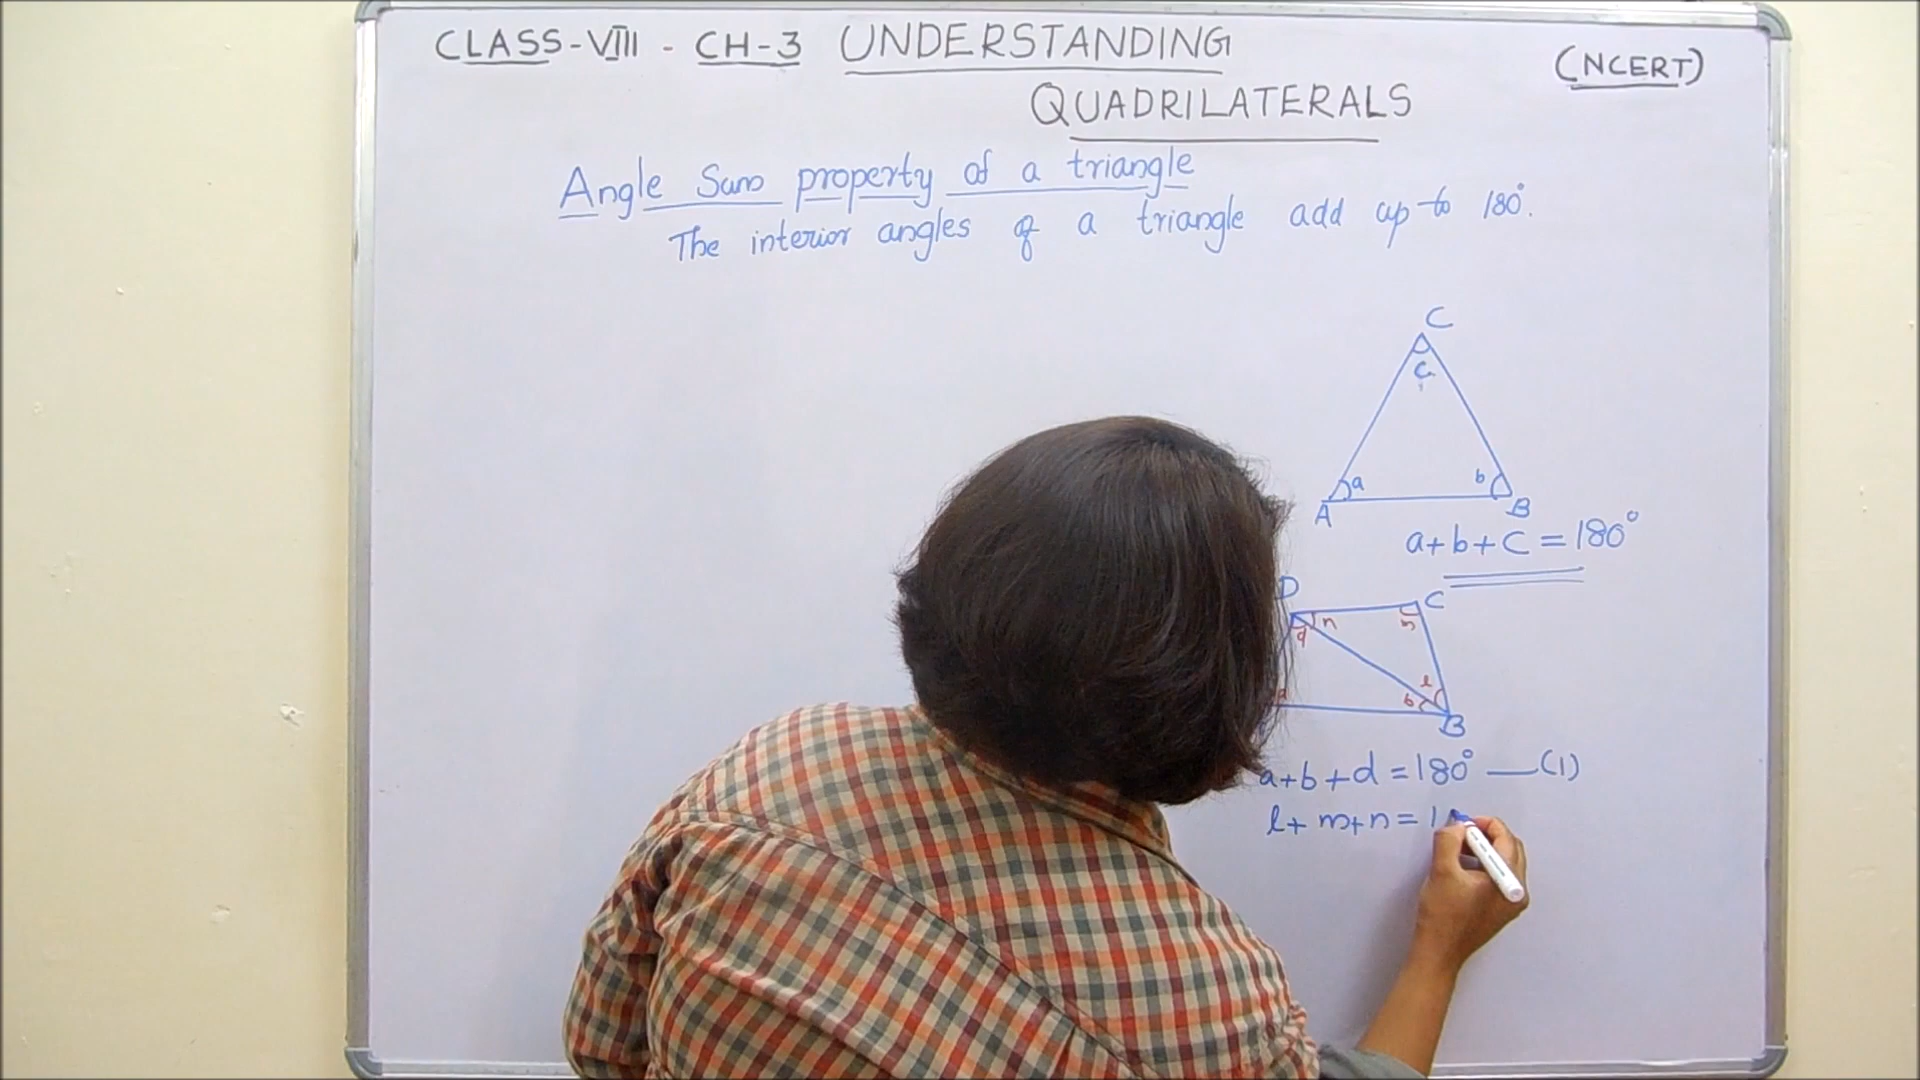 CLASS-VIII - CH-3 UNDERSTANDING
QUADRILATERALS
(NCERT)
Angle Sum property of a triangle
The interior angles of a triangle add up to 180°.
C
c
a
b
A
B
a+b+c=180°
D
C
n
m
d
l
b
B
a+b+d=180° —(1)
l+m+n=1